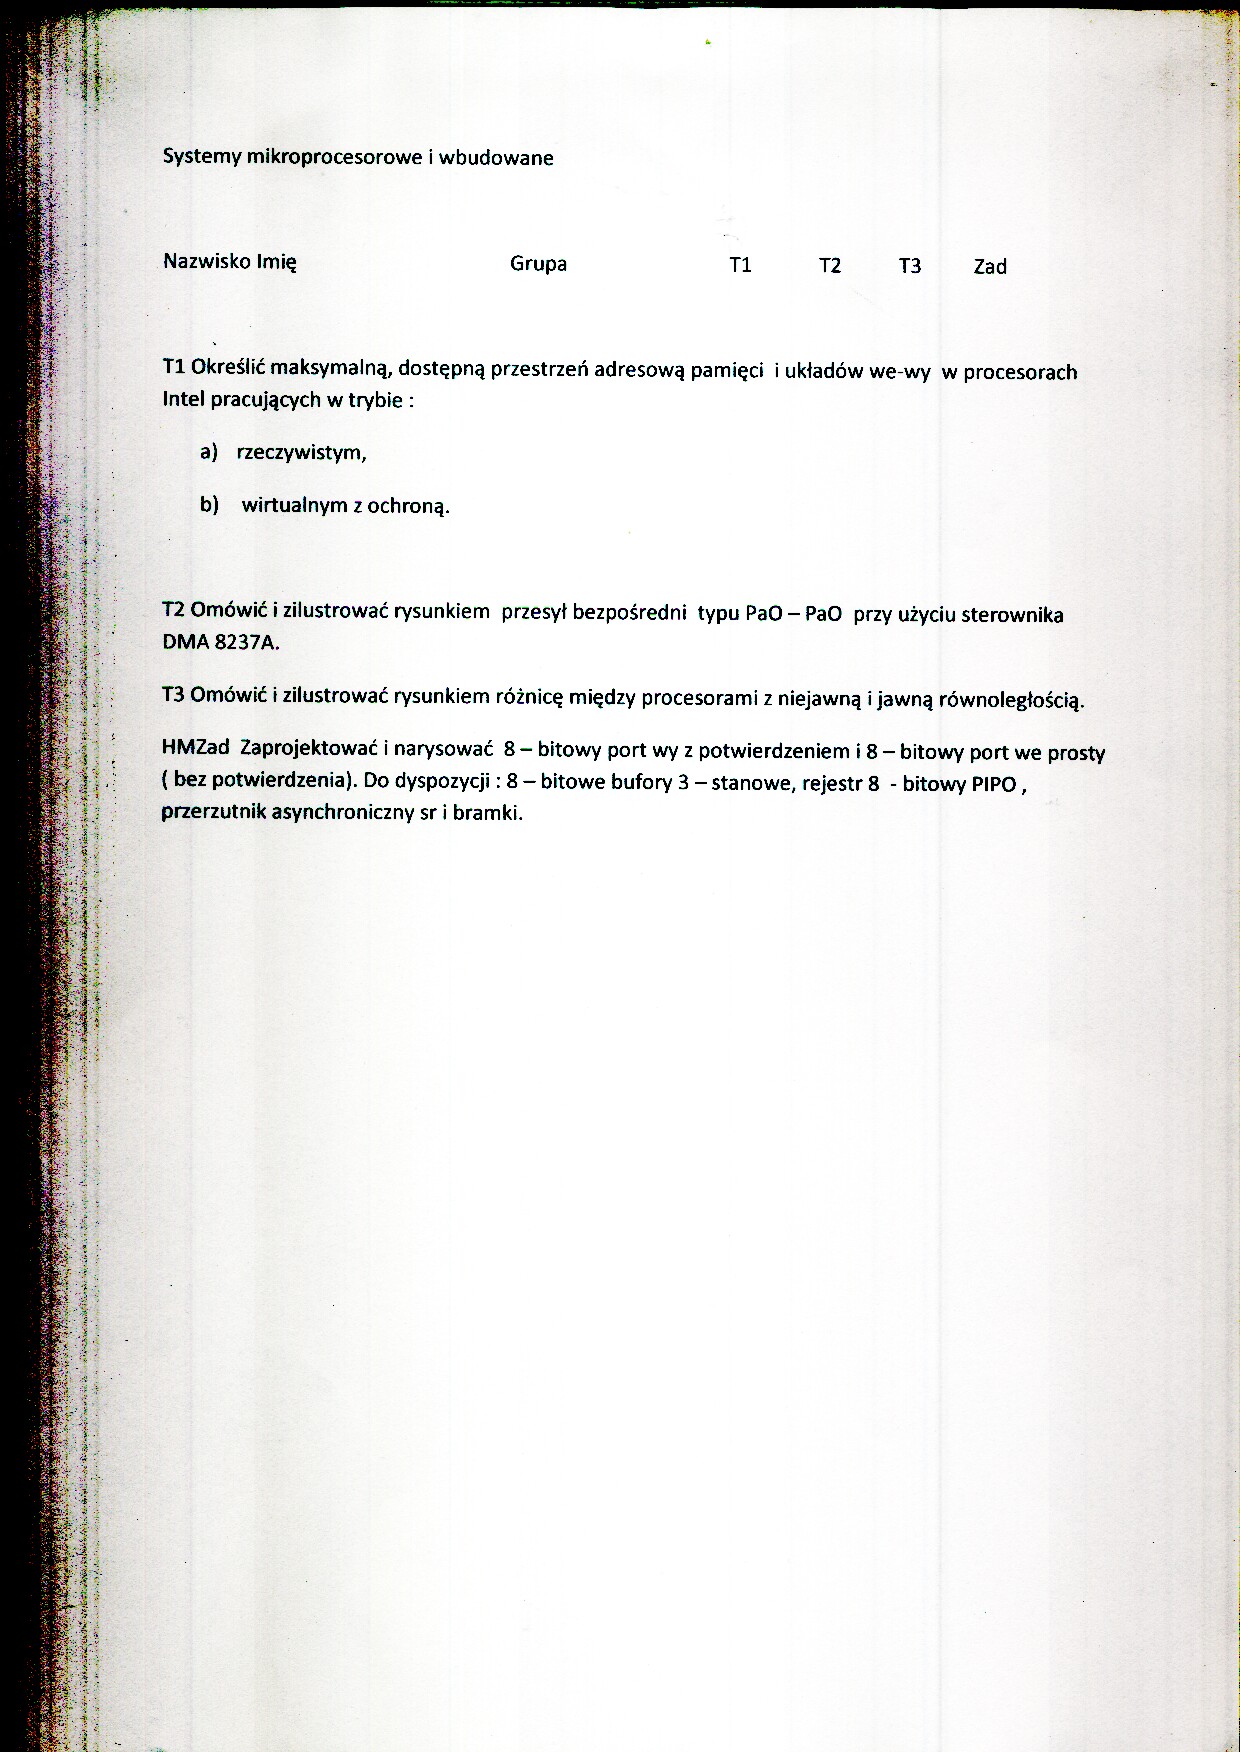 Systemy mikroprocesorowe i wbudowane
Nazwisko Imię Grupa T1 T2 T3 Zad
T1 Określić maksymalną, dostępną przestrzeń adresową pamięci i układów we-wy w procesorach
Intel pracujących w trybie :
a) rzeczywistym,
b) wirtualnym z ochroną.
T2 Omówić i zilustrować rysunkiem przesył bezpośredni typu PaO – PaO przy użyciu sterownika
DMA 8237A.
T3 Omówić i zilustrować rysunkiem różnicę między procesorami z niejawną i jawną równoległością.
HMZad Zaprojektować i narysować 8 – bitowy port wy z potwierdzeniem i 8 – bitowy port we prosty
( bez potwierdzenia). Do dyspozycji : 8 – bitowe bufory 3 – stanowe, rejestr 8 - bitowy PIPO ,
przerzutnik asynchroniczny sr i bramki.